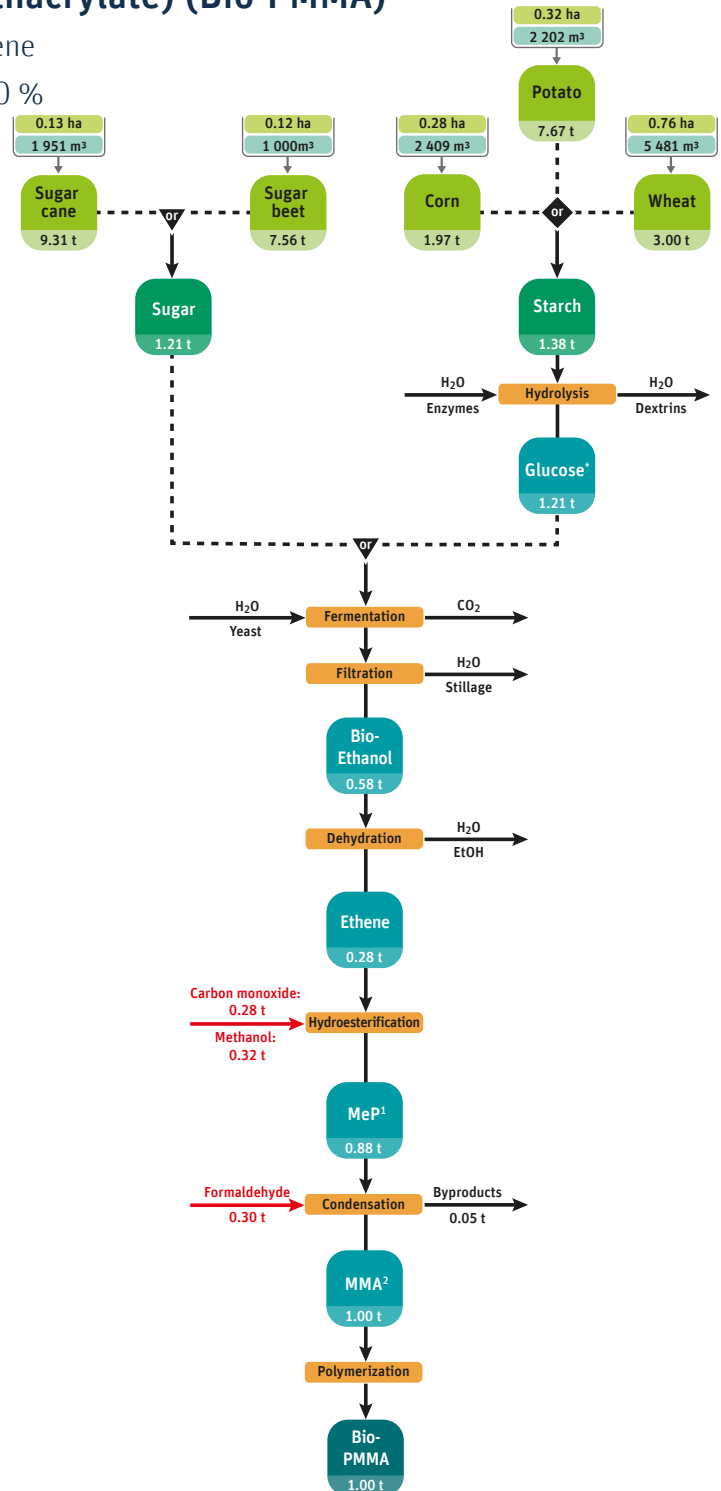 (Bio-PMMA)
0 %
0.32 ha
2 202 m³
Potato
7.67 t
0.13 ha
1 951 m³
Sugar
cane
9.31 t
0.12 ha
1 000m³
Sugar
beet
7.56 t
0.28 ha
2 409 m³
Corn
1.97 t
0.76 ha
5 481 m³
Wheat
3.00 t
or
or
Sugar
1.21 t
Starch
1.38 t
H₂O
Enzymes
Hydrolysis
H₂O
Dextrins
Glucose*
1.21 t
or
H₂O
Yeast
Fermentation
CO₂
Filtration
H₂O
Stillage
Bio-
Ethanol
0.58 t
Dehydration
H₂O
EtOH
Ethene
0.28 t
Carbon monoxide:
0.28 t
Methanol:
0.32 t
Hydroesterification
MeP¹
0.88 t
Formaldehyde
0.30 t
Condensation
Byproducts
0.05 t
MMA²
1.00 t
Polymerization
Bio-
PMMA
1.00 t